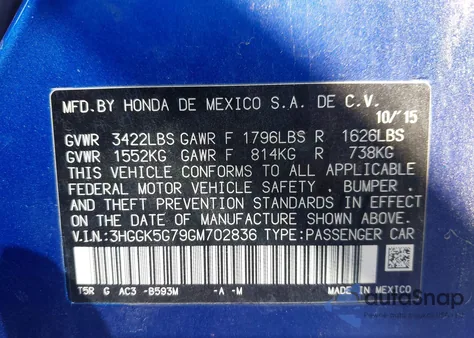 MFD.BY HONDA DE MEXICO S.A. DE C.V.
10/'15
GVWR 3422LBS GAWR F 1796LBS R 1626LBS
GVWR 1552KG GAWR F 814KG R 738KG
THIS VEHICLE CONFORMS TO ALL APPLICABLE
FEDERAL MOTOR VEHICLE SAFETY . BUMPER .
AND THEFT PREVENTION STANDARDS IN EFFECT
ON THE DATE OF MANUFACTURE SHOWN ABOVE.
V.I.N.:3HGGK5G79GM702836 TYPE:PASSENGER CAR
T5R G AC3 -B593M -A -M MADE IN MEXICO
autoSnap